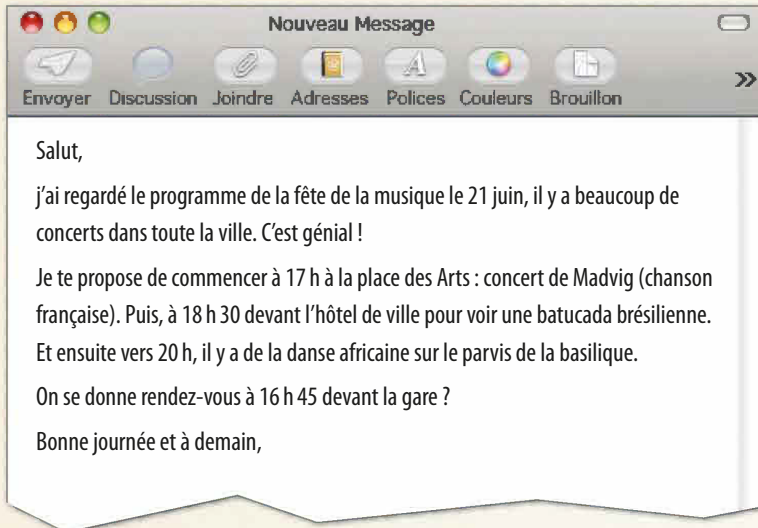 Nouveau Message
Envoyer Discussion Joindre Adresses Polices Couleurs Brouillon »
Salut,
j'ai regardé le programme de la fête de la musique le 21 juin, il y a beaucoup de
concerts dans toute la ville. C'est génial !
Je te propose de commencer à 17 h à la place des Arts : concert de Madvig (chanson
française). Puis, à 18 h 30 devant l'hôtel de ville pour voir une batucada brésilienne.
Et ensuite vers 20 h, il y a de la danse africaine sur le parvis de la basilique.
On se donne rendez-vous à 16 h 45 devant la gare ?
Bonne journée et à demain,